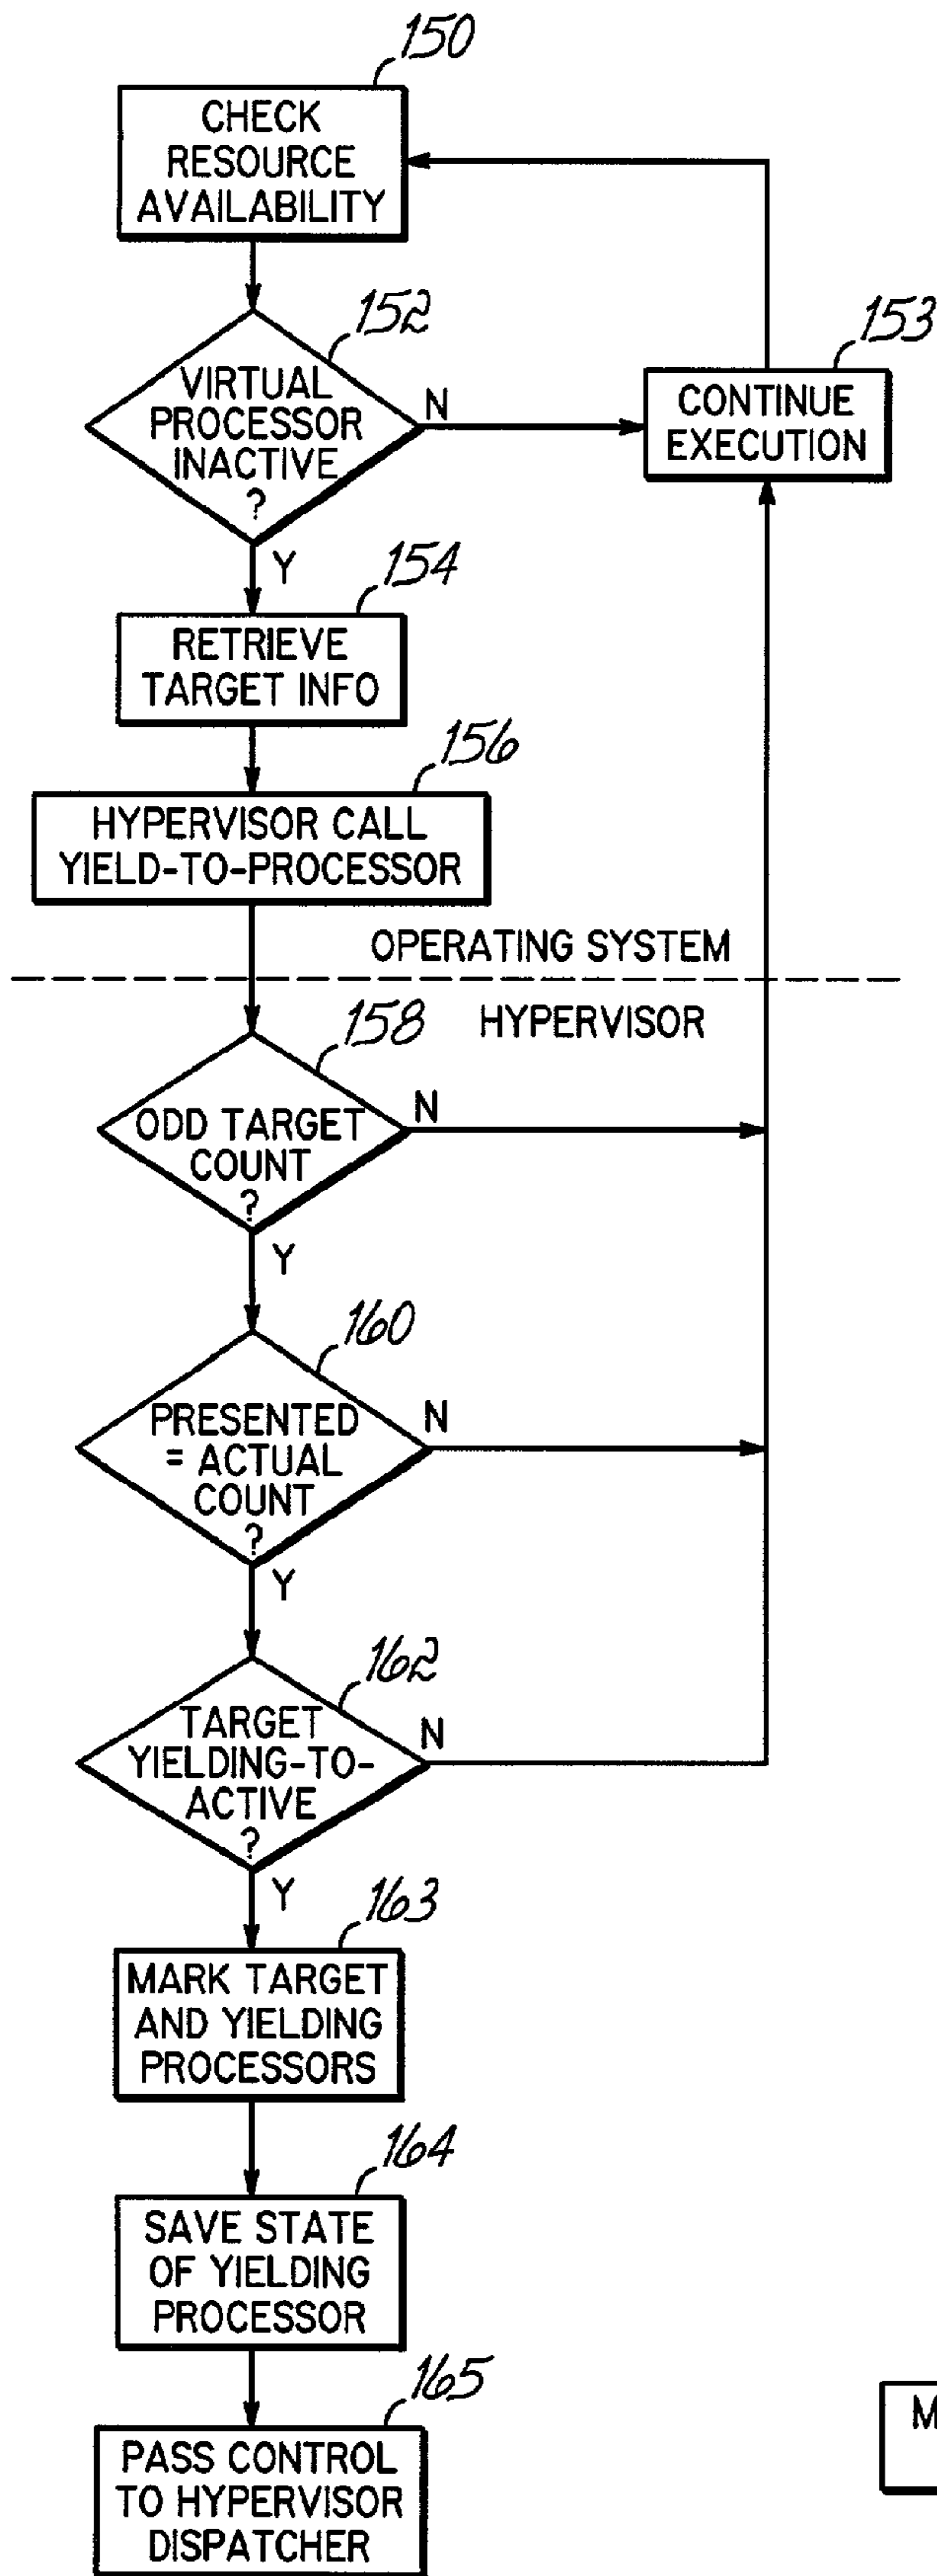 150
CHECK
RESOURCE
AVAILABILITY
152
VIRTUAL
PROCESSOR
INACTIVE
?
N
153
CONTINUE
EXECUTION
Y
154
RETRIEVE
TARGET INFO
156
HYPERVISOR CALL
YIELD-TO-PROCESSOR
OPERATING SYSTEM
HYPERVISOR
158
ODD TARGET
COUNT
?
N
Y
160
PRESENTED
= ACTUAL
COUNT
?
N
Y
162
TARGET
YIELDING-TO-
ACTIVE
?
N
Y
163
MARK TARGET
AND YIELDING
PROCESSORS
164
SAVE STATE
OF YIELDING
PROCESSOR
165
PASS CONTROL
TO HYPERVISOR
DISPATCHER